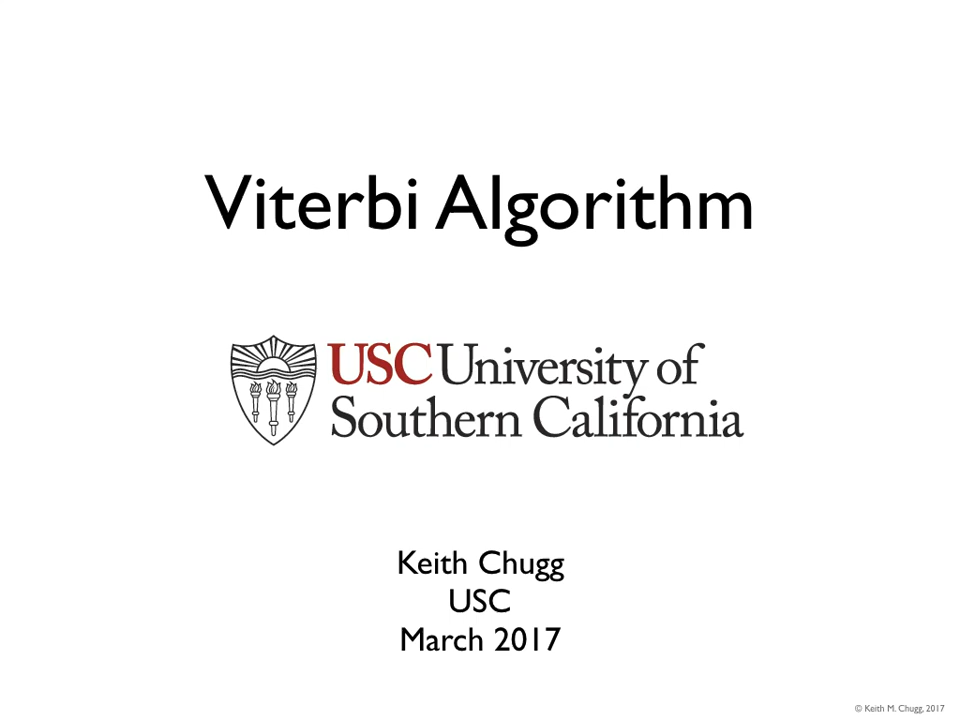 Viterbi Algorithm
USC University of
Southern California
Keith Chugg
USC
March 2017
© Keith M. Chugg, 2017